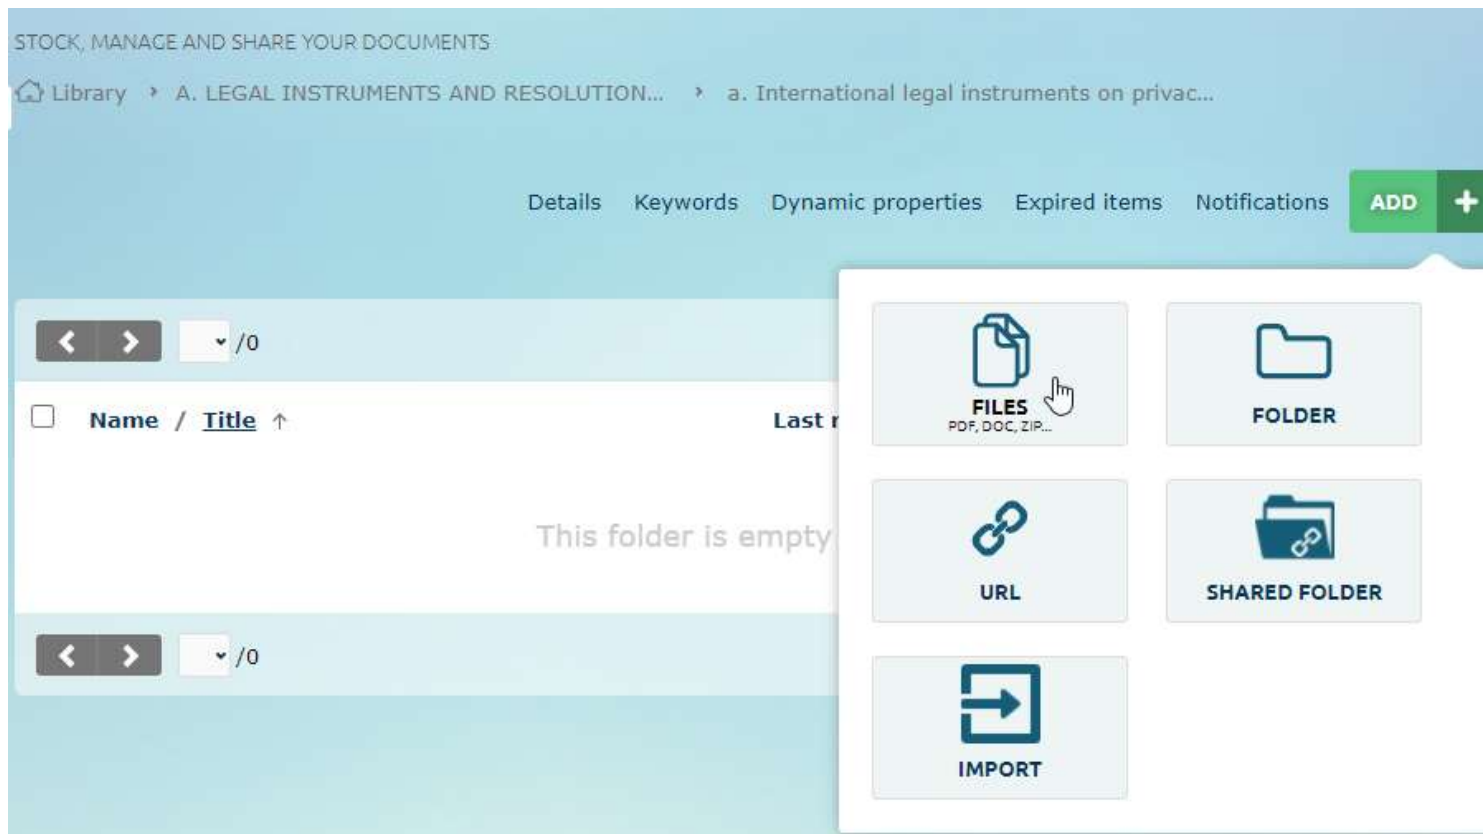 STOCK, MANAGE AND SHARE YOUR DOCUMENTS
Library › A. LEGAL INSTRUMENTS AND RESOLUTION... › a. International legal instruments on privac...
Details Keywords Dynamic properties Expired items Notifications ADD +
/0
Name / Title ↑ Last
This folder is empty
/0
FILES
PDF, DOC, ZIP...
FOLDER
URL
SHARED FOLDER
IMPORT